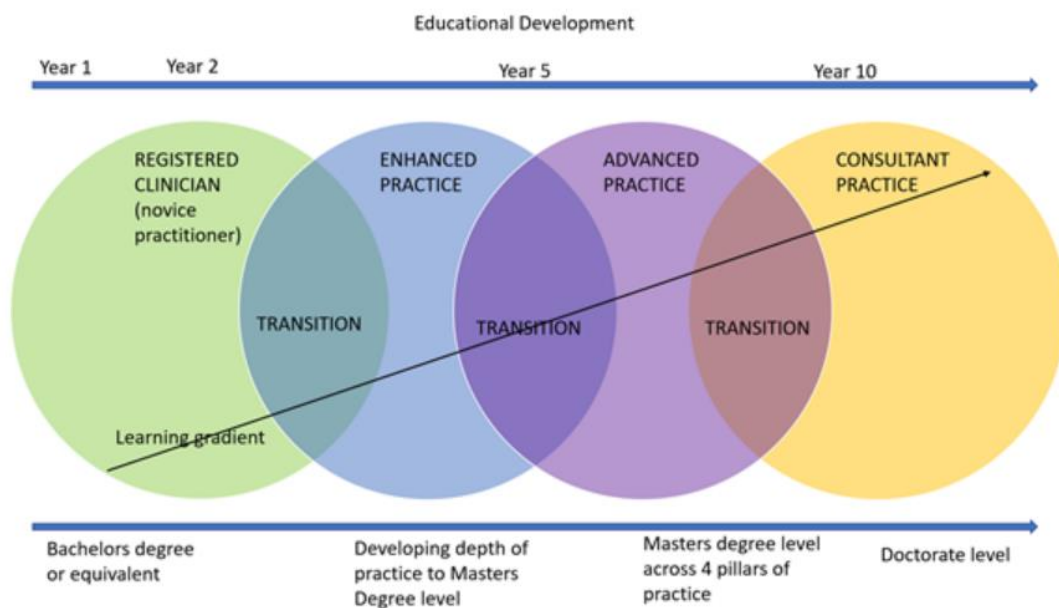 Educational Development
Year 1
Year 2
Year 5
Year 10
REGISTERED
CLINICIAN
(novice
practitioner)
ENHANCED
PRACTICE
ADVANCED
PRACTICE
CONSULTANT
PRACTICE
TRANSITION
TRANSITION
TRANSITION
Learning gradient
Bachelors degree
or equivalent
Developing depth of
practice to Masters
Degree level
Masters degree level
across 4 pillars of
practice
Doctorate level